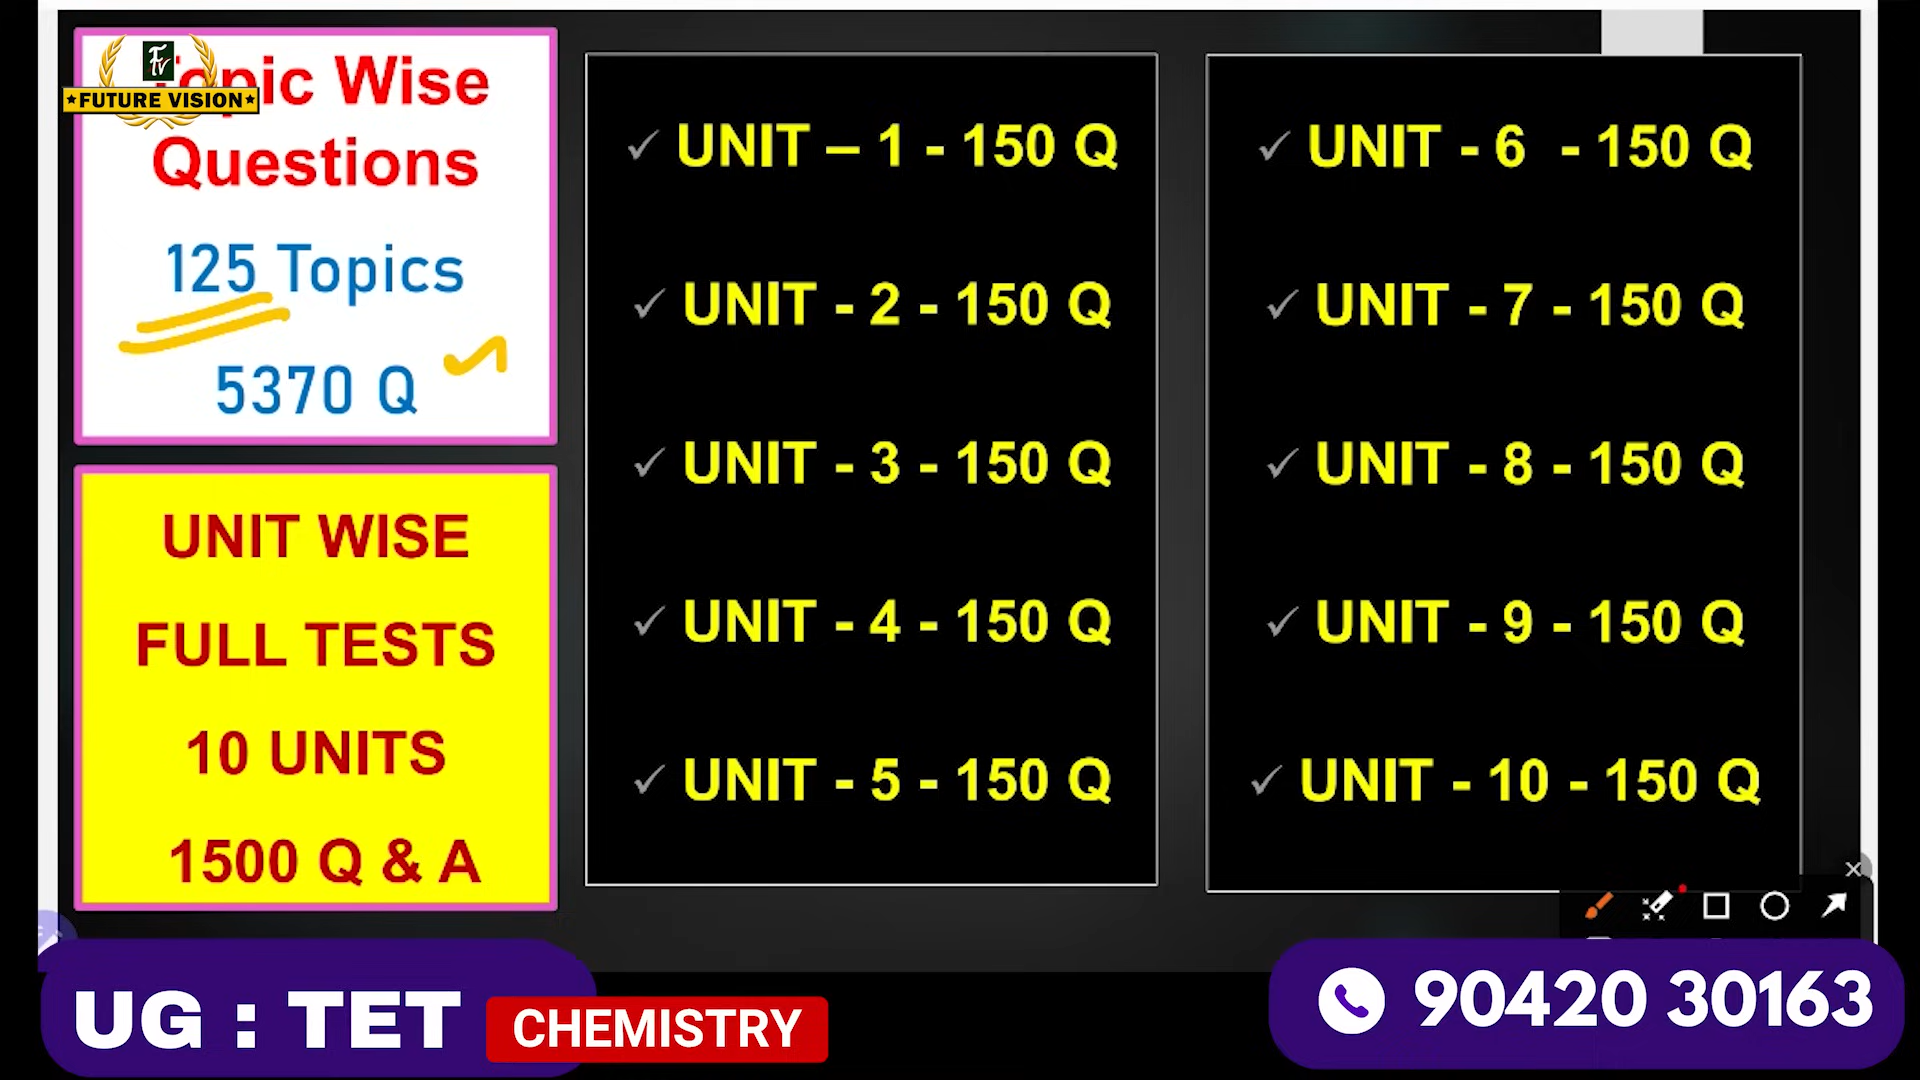 Topic Wise
FUTURE VISION
Questions
125 Topics
5370 Q
UNIT WISE
FULL TESTS
10 UNITS
1500 Q & A
UNIT – 1 - 150 Q
UNIT - 2 - 150 Q
UNIT - 3 - 150 Q
UNIT - 4 - 150 Q
UNIT - 5 - 150 Q
UNIT - 6 - 150 Q
UNIT - 7 - 150 Q
UNIT - 8 - 150 Q
UNIT - 9 - 150 Q
UNIT - 10 - 150 Q
UG : TET
CHEMISTRY
90420 30163